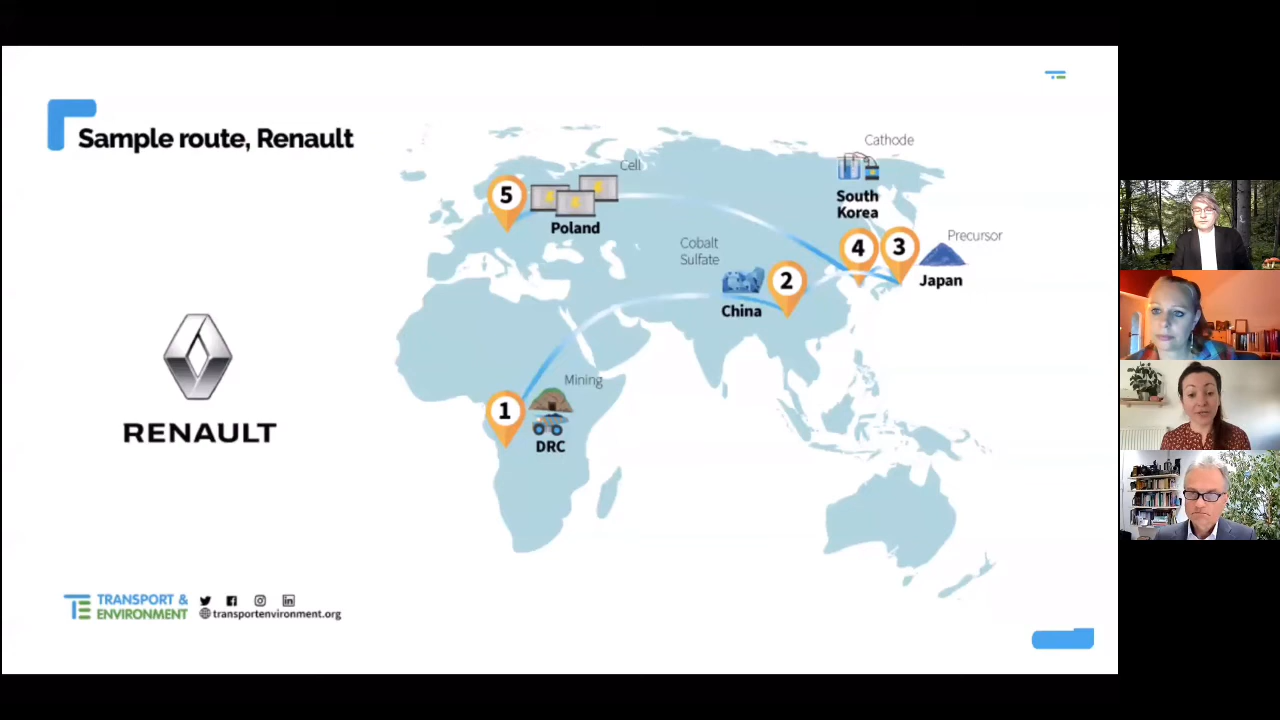 Sample route, Renault
Cathode
South
Korea
Cell
5
Poland
4
3
Precursor
Japan
Cobalt
Sulfate
2
China
Mining
1
DRC
RENAULT
TRANSPORT &
ENVIRONMENT
transportenvironment.org